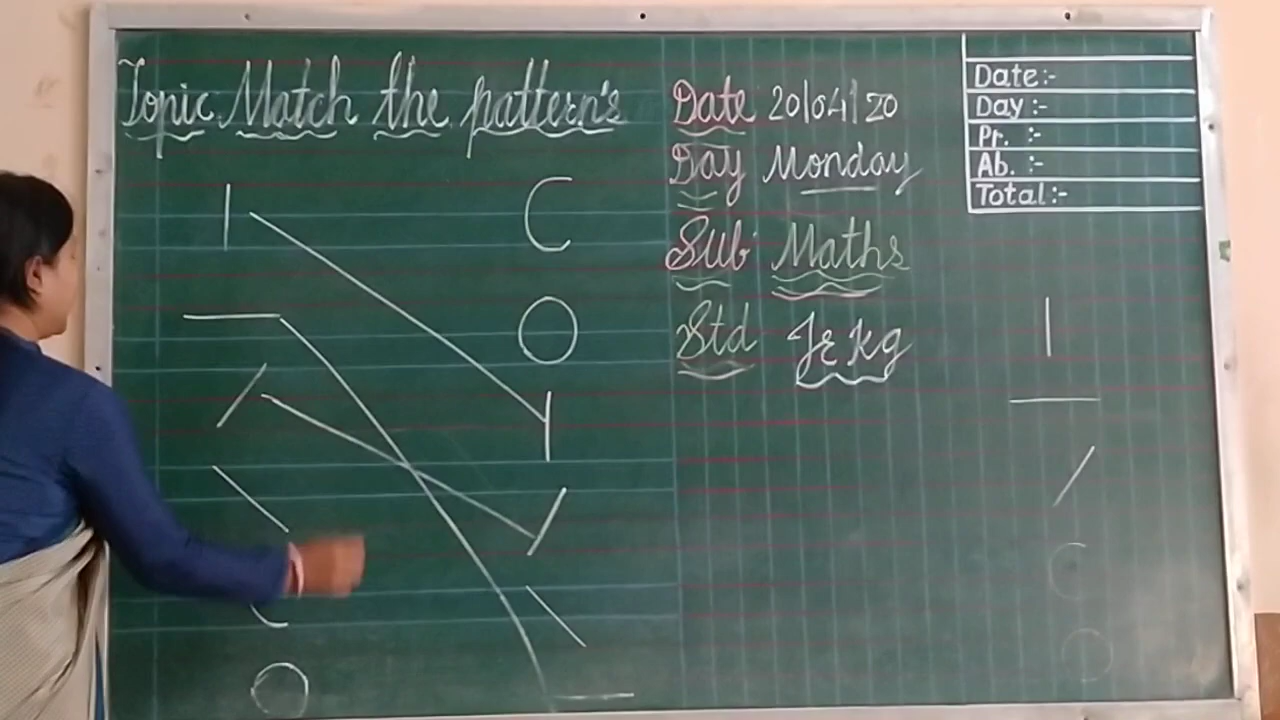 Topic Match the pattern's
Date 20/04/20
Day Monday
Sub Maths
Std Jr kg
Date:-
Day:-
Pr. :-
Ab. :-
Total:-